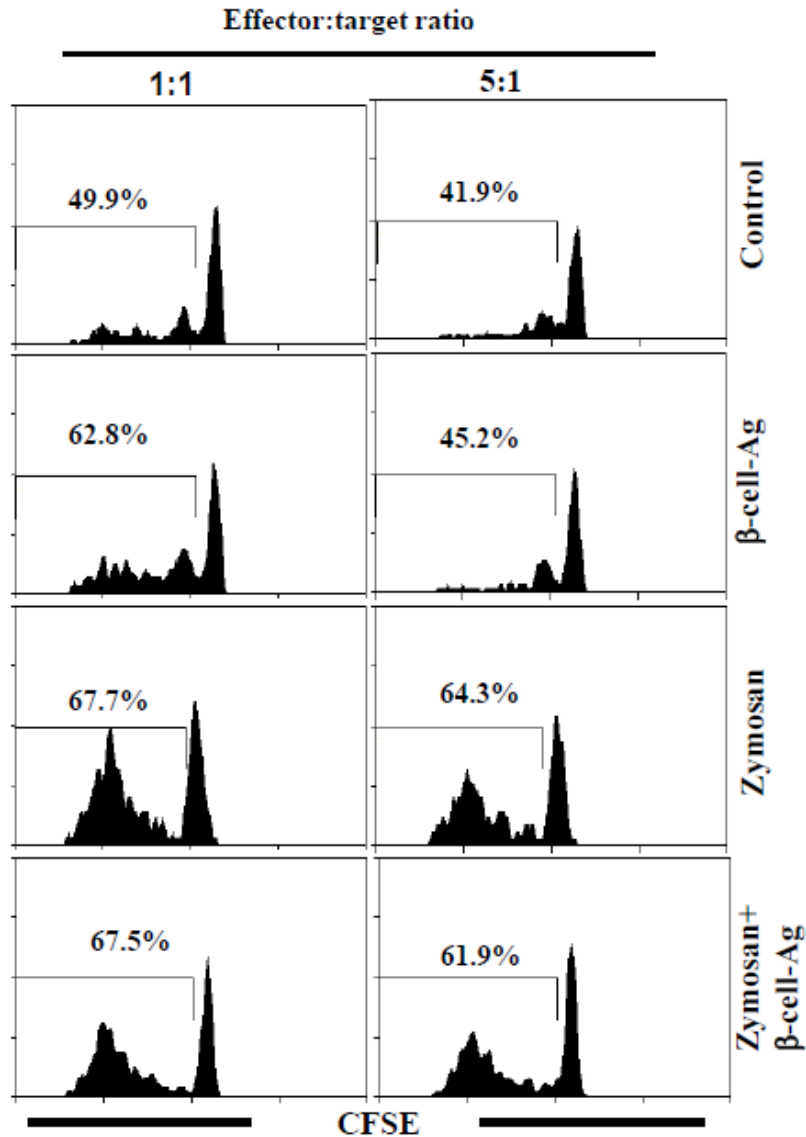 Effector:target ratio
1:1 5:1
49.9% 41.9%
Control
62.8% 45.2%
β-cell-Ag
67.7% 64.3%
Zymosan
67.5% 61.9%
Zymosan+
β-cell-Ag
CFSE